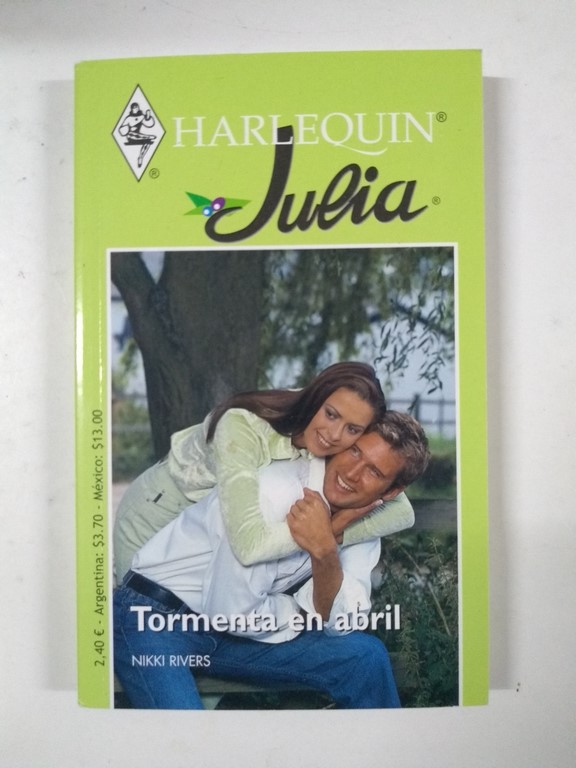 HARLEQUIN®
®
Julia®
2,40 € - Argentina: $3.70 - México: $13.00
Tormenta en abril
NIKKI RIVERS